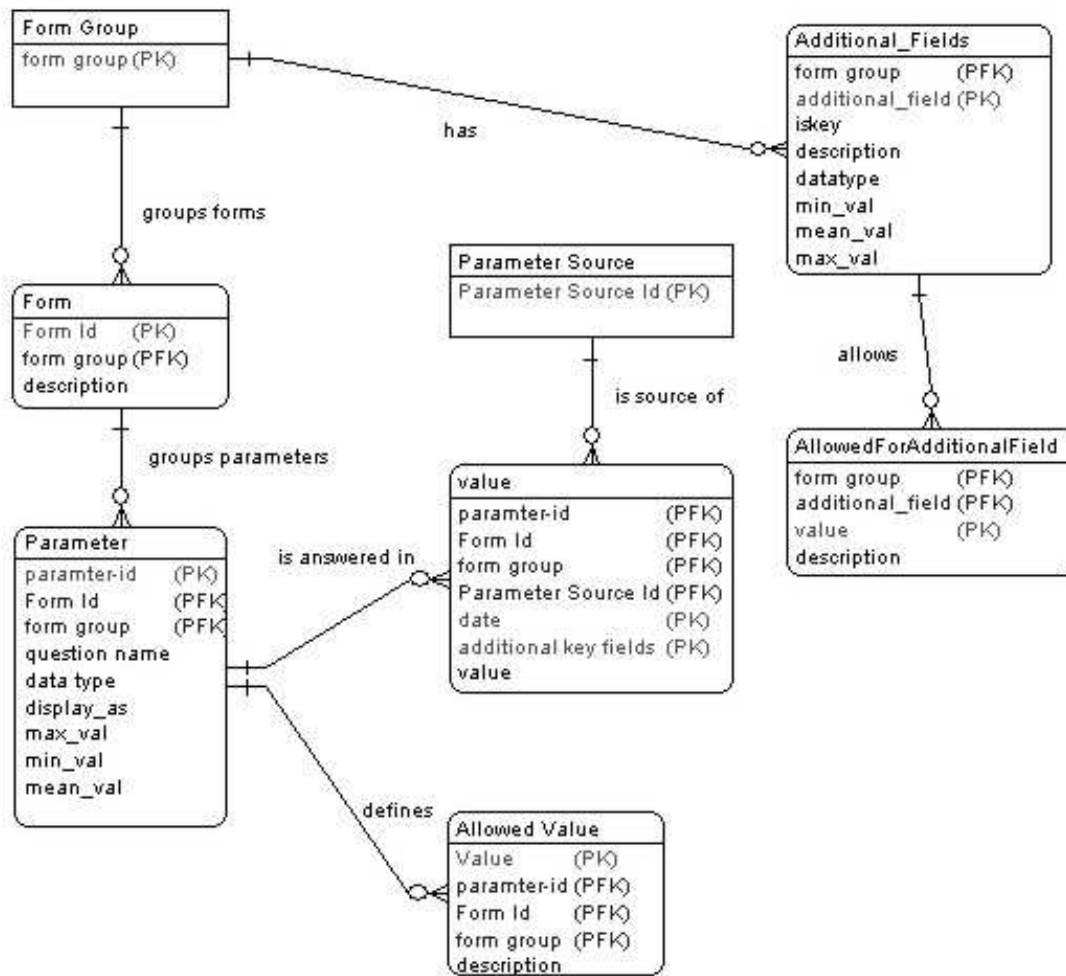 Form Group
form group (PK)
has
groups forms
Additional_Fields
form group (PFK)
additional_field (PK)
iskey
description
datatype
min_val
mean_val
max_val
Form
Form Id (PK)
form group (PFK)
description
Parameter Source
Parameter Source Id (PK)
is source of
allows
groups parameters
AllowedForAdditionalField
form group (PFK)
additional_field (PFK)
value (PK)
description
Parameter
paramter-id (PK)
Form Id (PFK
form group (PFK
question name
data type
display_as
max_val
min_val
mean_val
is answered in
value
paramter-id (PFK)
Form Id (PFK)
form group (PFK)
Parameter Source Id (PFK)
date (PK)
additional key fields (PK)
value
defines
Allowed Value
Value (PK)
paramter-id (PFK)
Form Id (PFK)
form group (PFK)
description